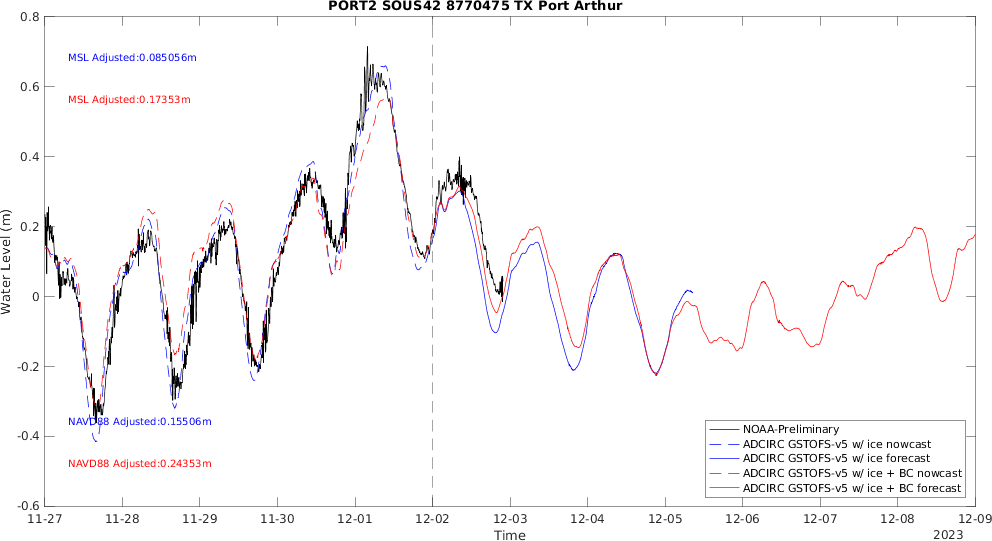 PORT2 SOUS42 8770475 TX Port Arthur
0.8
0.6
0.4
0.2
0
-0.2
-0.4
-0.6
Water Level (m)
MSL Adjusted:0.085056m
MSL Adjusted:0.17353m
NAVD88 Adjusted:0.15506m
NAVD88 Adjusted:0.24353m
NOAA-Preliminary
ADCIRC GSTOFS-v5 w/ ice nowcast
ADCIRC GSTOFS-v5 w/ ice forecast
ADCIRC GSTOFS-v5 w/ ice + BC nowcast
ADCIRC GSTOFS-v5 w/ ice + BC forecast
11-27 11-28 11-29 11-30 12-01 12-02 12-03 12-04 12-05 12-06 12-07 12-08 12-09
Time
2023